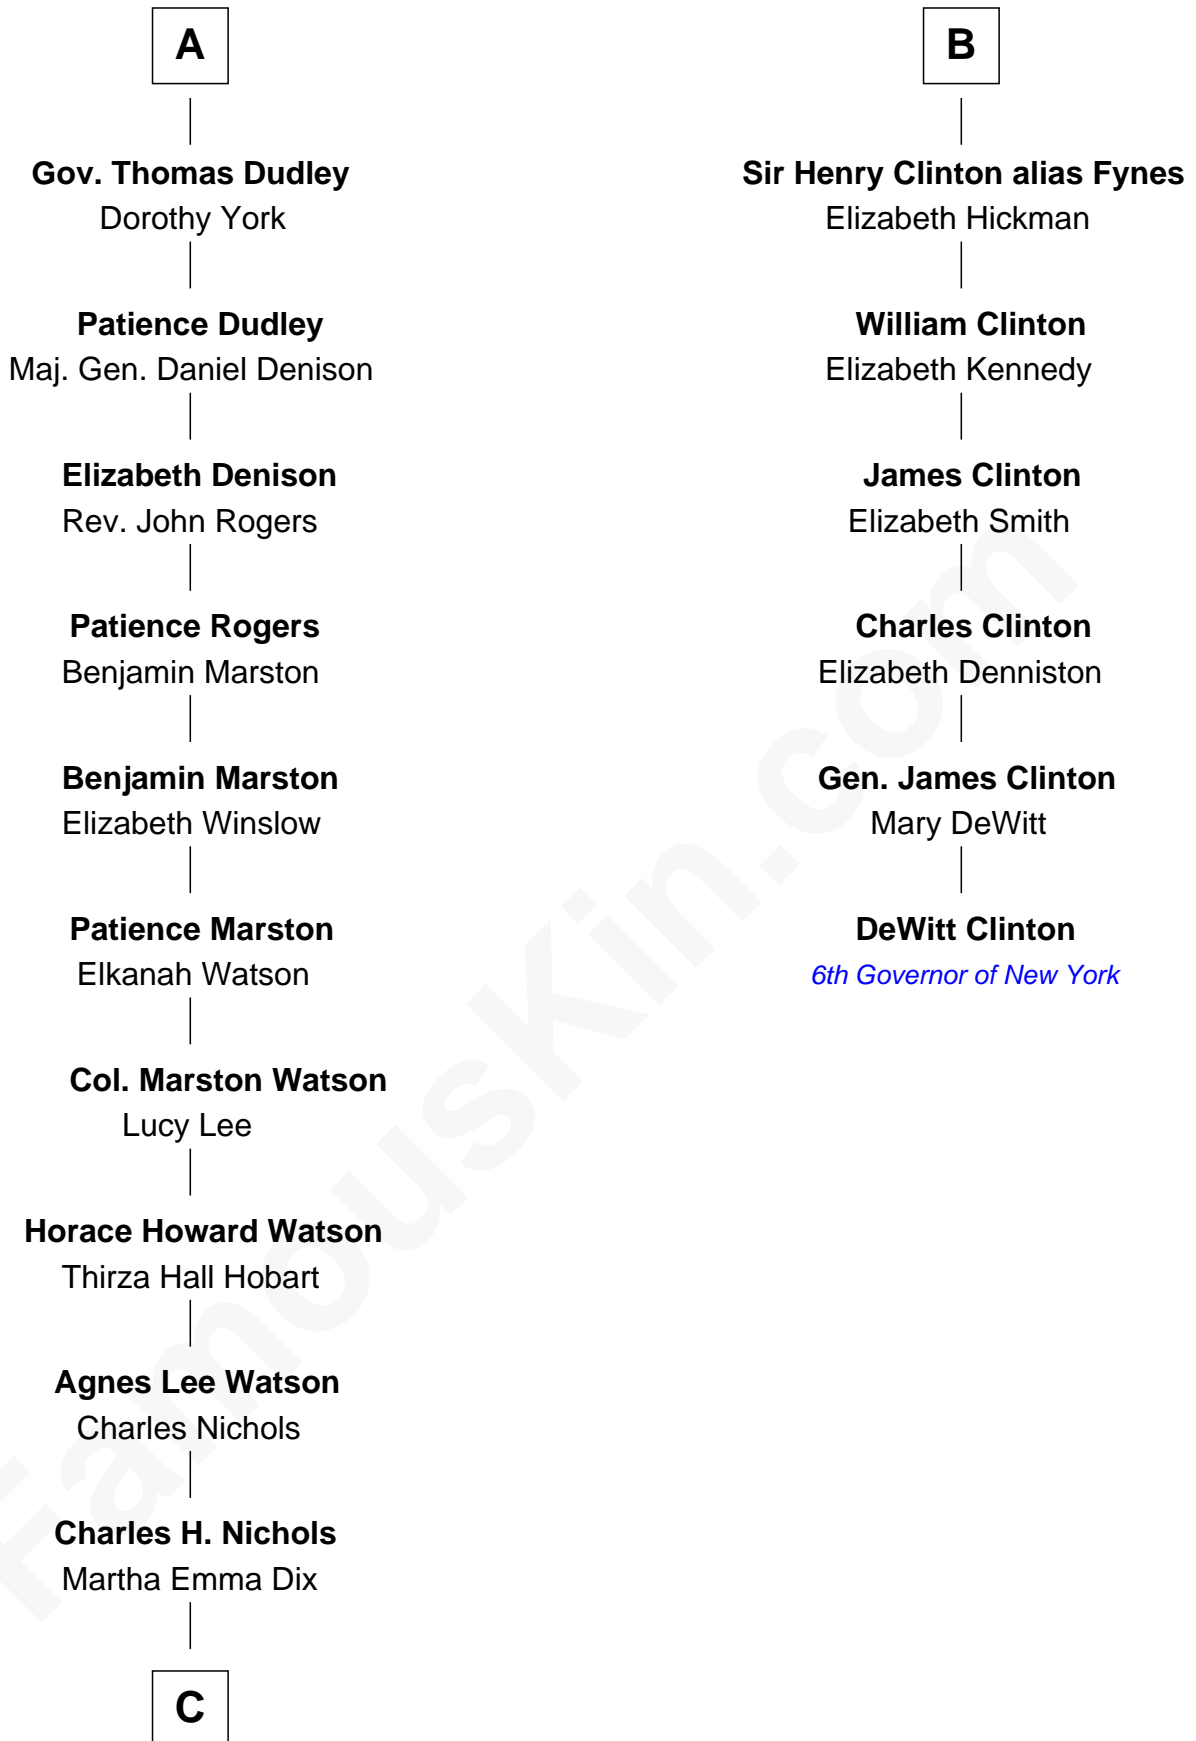 A
Gov. Thomas Dudley
Dorothy York
Patience Dudley
Maj. Gen. Daniel Denison
Elizabeth Denison
Rev. John Rogers
Patience Rogers
Benjamin Marston
Benjamin Marston
Elizabeth Winslow
Patience Marston
Elkanah Watson
Col. Marston Watson
Lucy Lee
Horace Howard Watson
Thirza Hall Hobart
Agnes Lee Watson
Charles Nichols
Charles H. Nichols
Martha Emma Dix
C
B
Sir Henry Clinton alias Fynes
Elizabeth Hickman
William Clinton
Elizabeth Kennedy
James Clinton
Elizabeth Smith
Charles Clinton
Elizabeth Denniston
Gen. James Clinton
Mary DeWitt
DeWitt Clinton
6th Governor of New York
FamousKin.com